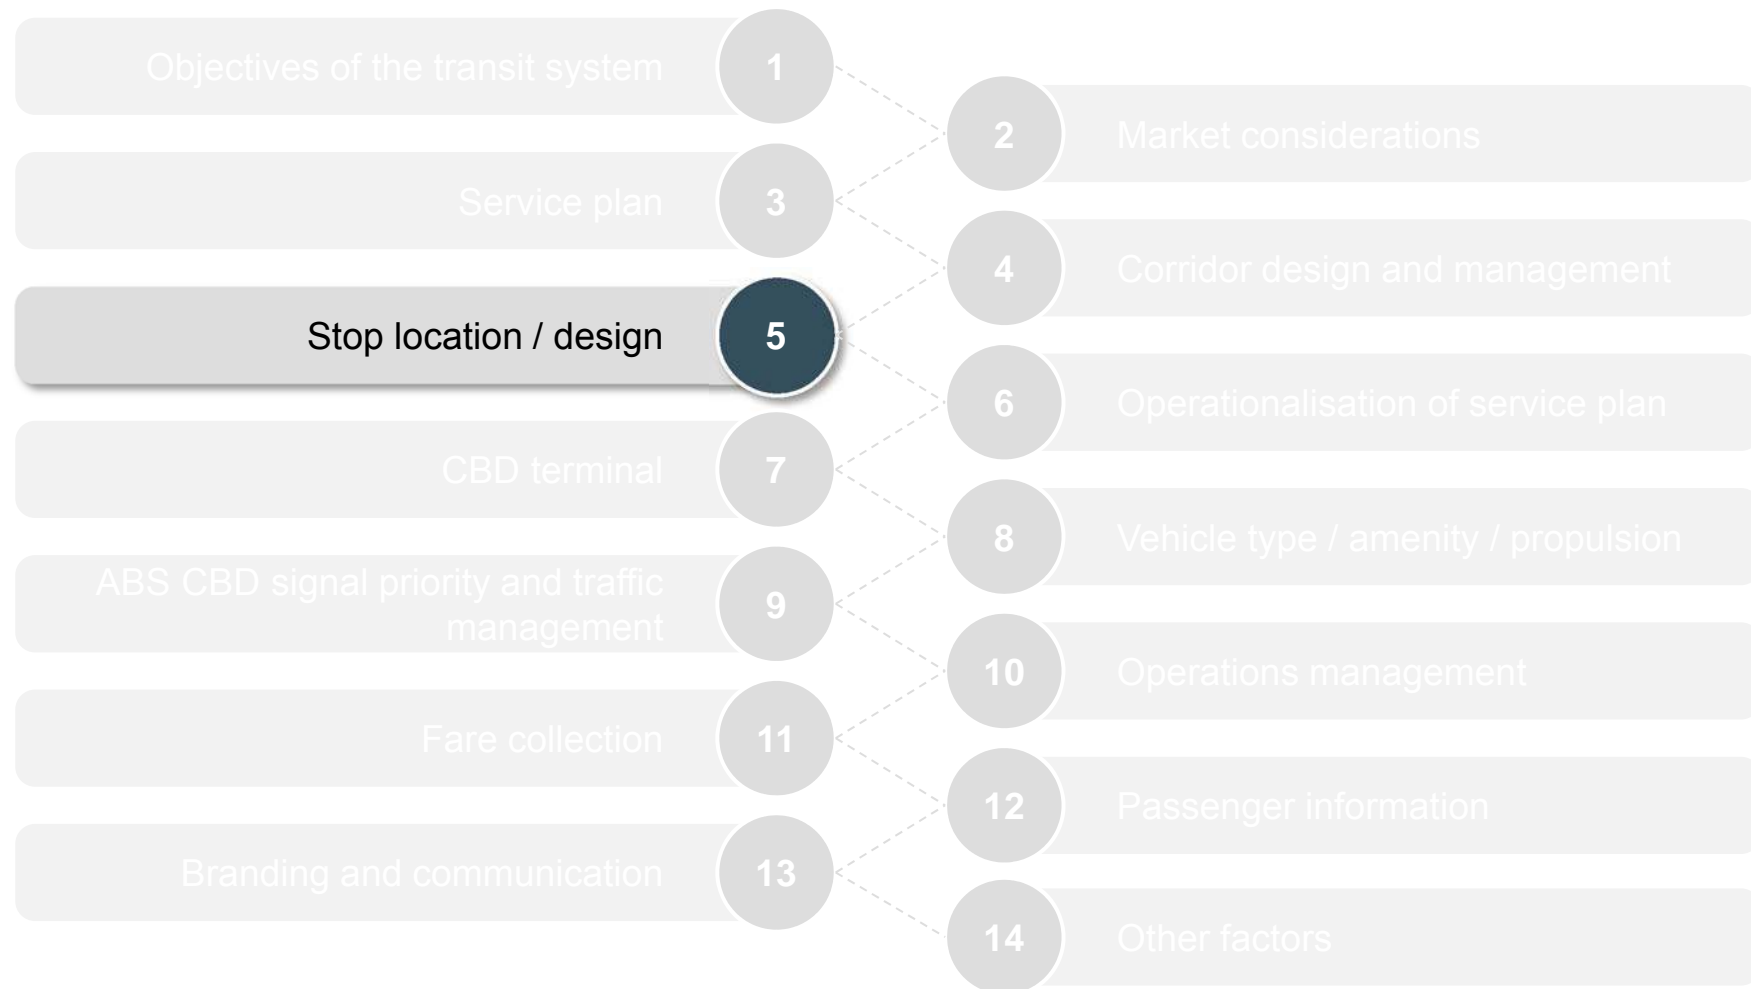 Objectives of the transit system
1
2
Market considerations
Service plan
3
4
Corridor design and management
Stop location / design
5
6
Operationalisation of service plan
CBD terminal
7
8
Vehicle type / amenity / propulsion
ABS CBD signal priority and traffic
management
9
10
Operations management
Fare collection
11
12
Passenger information
Branding and communication
13
14
Other factors